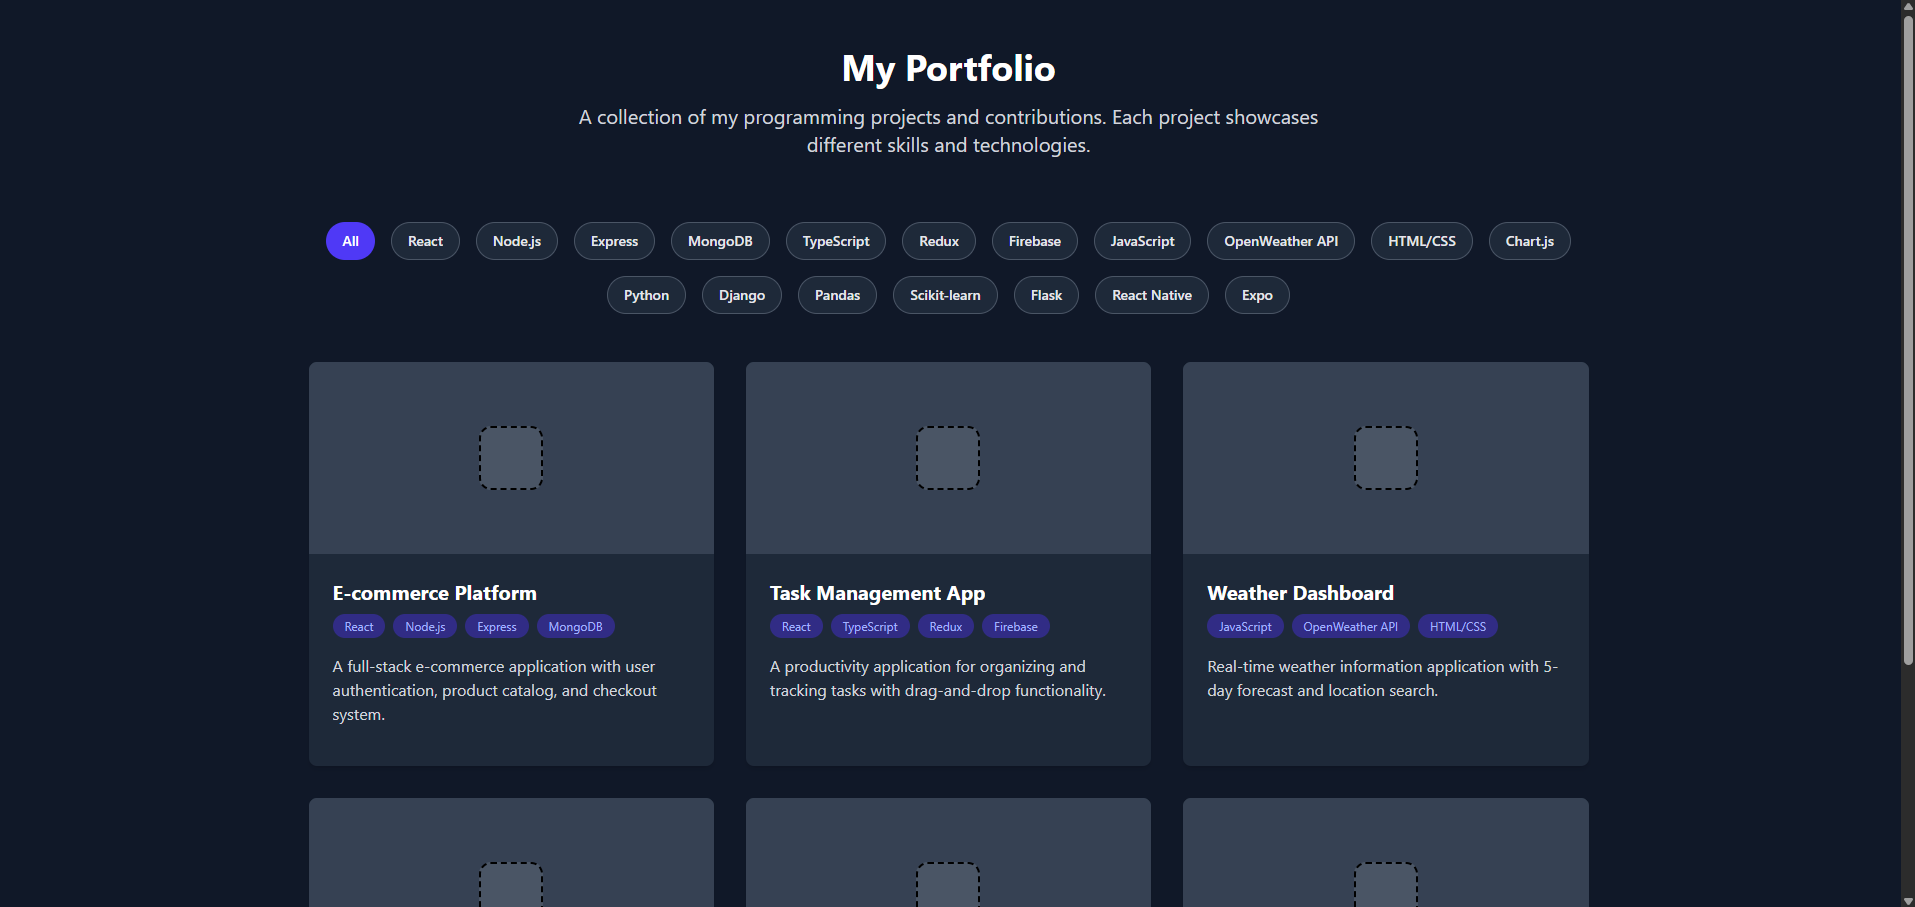 My Portfolio
A collection of my programming projects and contributions. Each project showcases
different skills and technologies.
All React Node.js Express MongoDB TypeScript Redux Firebase JavaScript OpenWeather API HTML/CSS Chart.js
Python Django Pandas Scikit-learn Flask React Native Expo
E-commerce Platform
React Node.js Express MongoDB
A full-stack e-commerce application with user
authentication, product catalog, and checkout
system.
Task Management App
React TypeScript Redux Firebase
A productivity application for organizing and
tracking tasks with drag-and-drop functionality.
Weather Dashboard
JavaScript OpenWeather API HTML/CSS
Real-time weather information application with 5-
day forecast and location search.